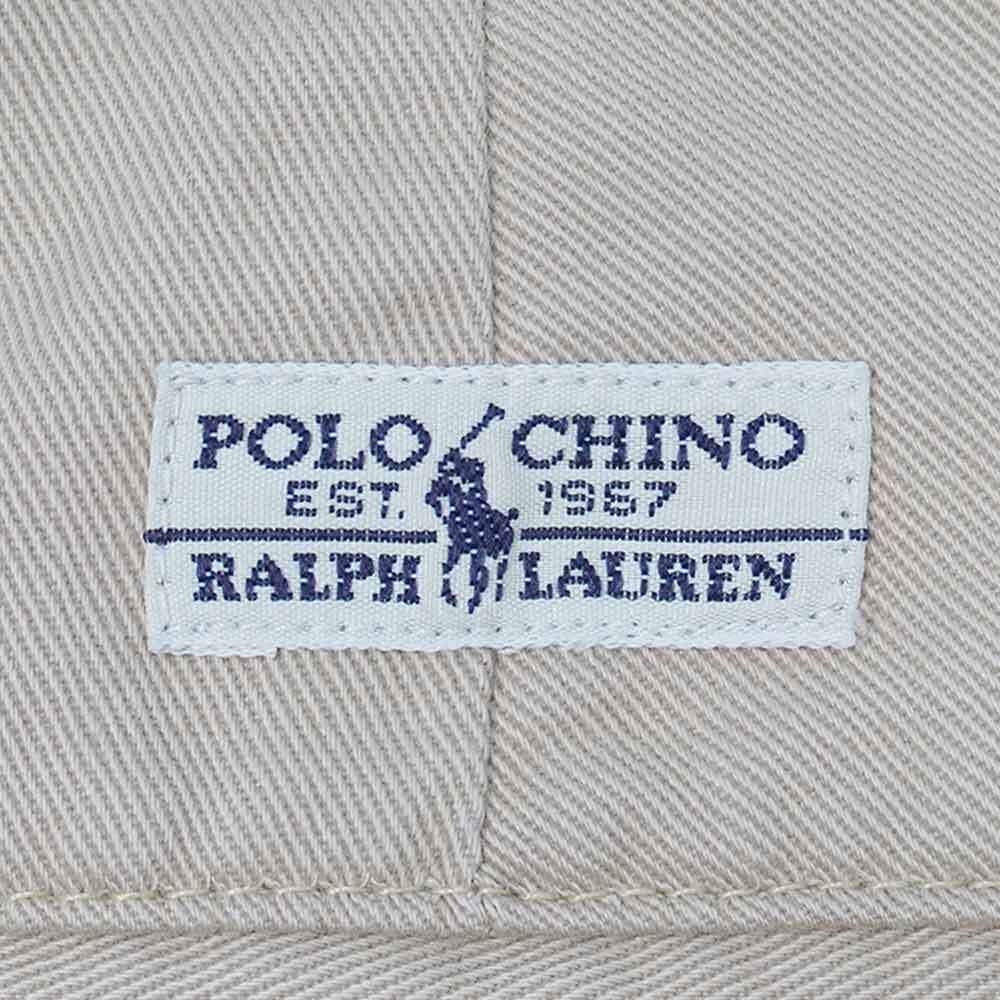 POLO CHINO
EST. 1967
RALPH LAUREN